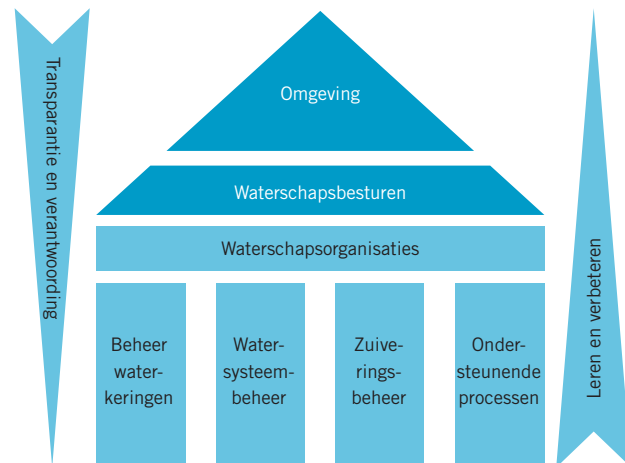 Transparantie en verantwoording
Omgeving
Waterschapsbesturen
Waterschapsorganisaties
Beheer
water-
keringen
Water-
systeem-
beheer
Zuive-
rings-
beheer
Onder-
steunende
processen
Leren en verbeteren